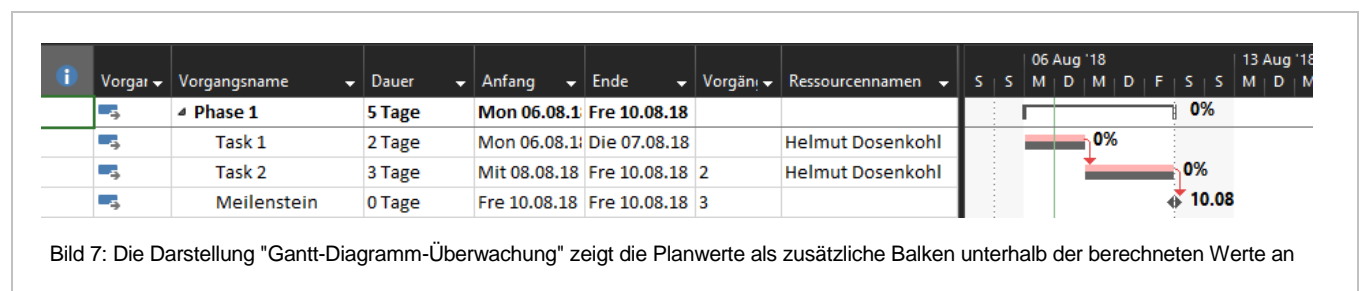 06 Aug '18 13 Aug '18
Vorgar Vorgangsname Dauer Anfang Ende Vorgän Ressourcennamen S S M D M D F S S M D M
Phase 1 5 Tage Mon 06.08.1 Fre 10.08.18 0%
Task 1 2 Tage Mon 06.08.1 Die 07.08.18 Helmut Dosenkohl 0%
Task 2 3 Tage Mit 08.08.18 Fre 10.08.18 2 Helmut Dosenkohl 0%
Meilenstein 0 Tage Fre 10.08.18 Fre 10.08.18 3 10.08
Bild 7: Die Darstellung "Gantt-Diagramm-Überwachung" zeigt die Planwerte als zusätzliche Balken unterhalb der berechneten Werte an